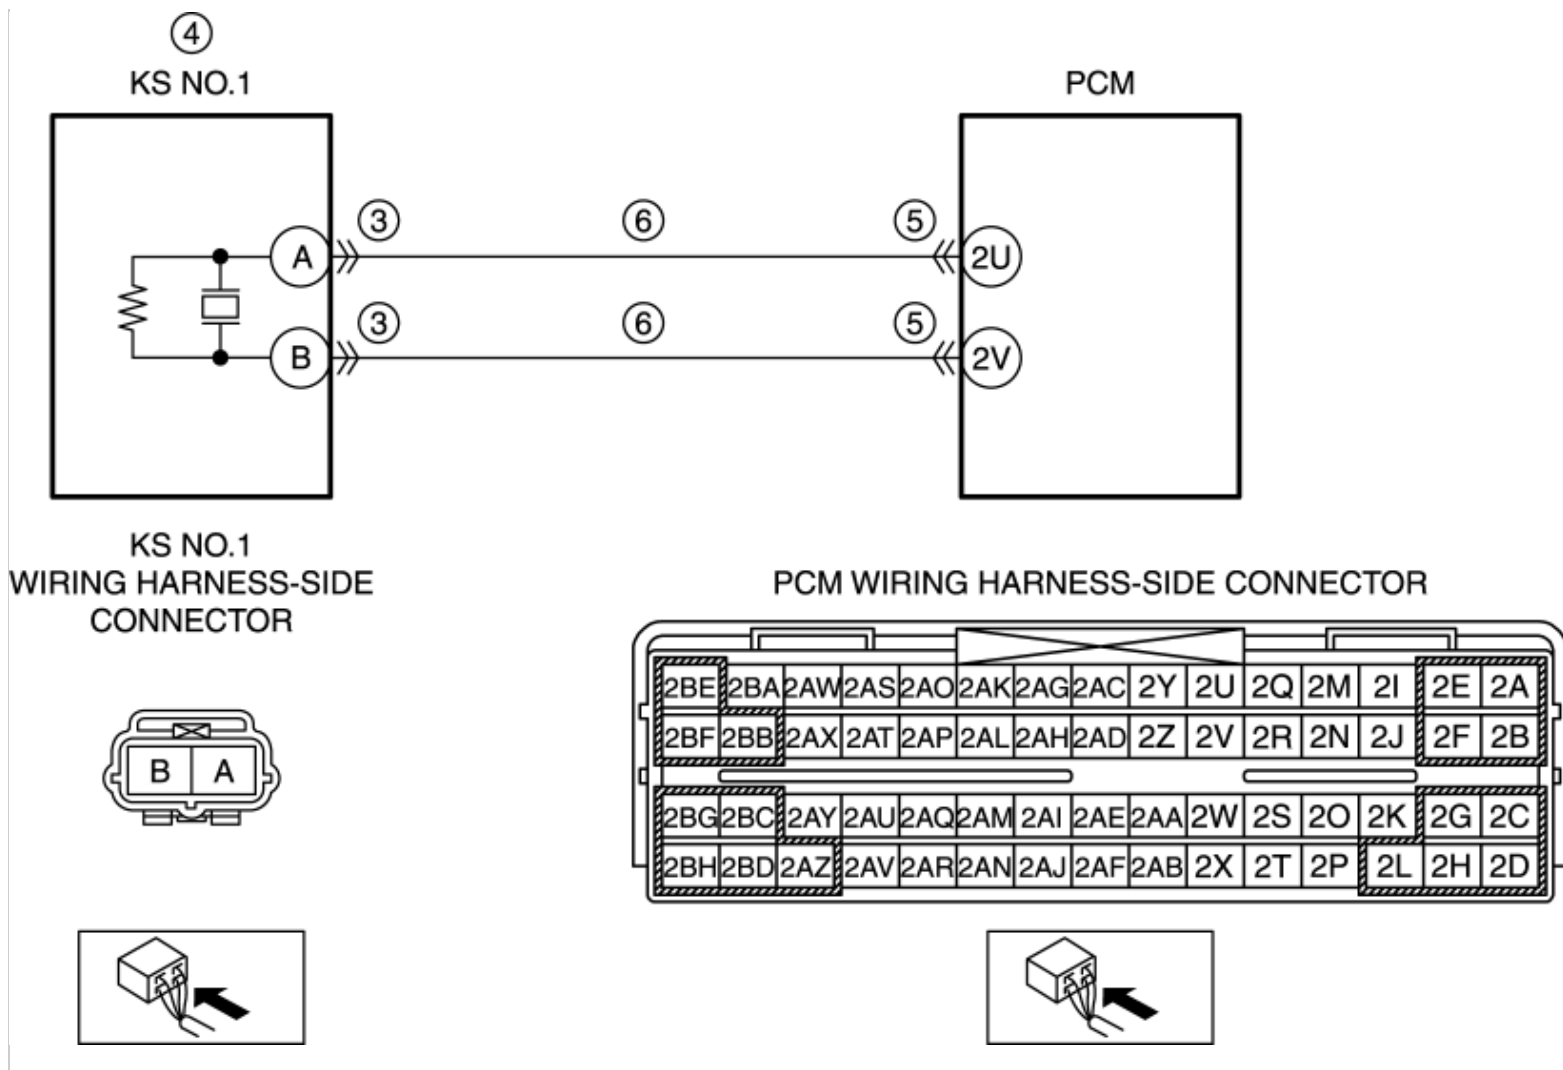 4
KS NO.1
PCM
3 6 5
A 2U
3 6 5
B 2V
KS NO.1
WIRING HARNESS-SIDE
CONNECTOR
PCM WIRING HARNESS-SIDE CONNECTOR
2BE 2BA 2AW 2AS 2AO 2AK 2AG 2AC 2Y 2U 2Q 2M 2I 2E 2A
2BF 2BB 2AX 2AT 2AP 2AL 2AH 2AD 2Z 2V 2R 2N 2J 2F 2B
B A
2BG 2BC 2AY 2AU 2AQ 2AM 2AI 2AE 2AA 2W 2S 2O 2K 2G 2C
2BH 2BD 2AZ 2AV 2AR 2AN 2AJ 2AF 2AB 2X 2T 2P 2L 2H 2D